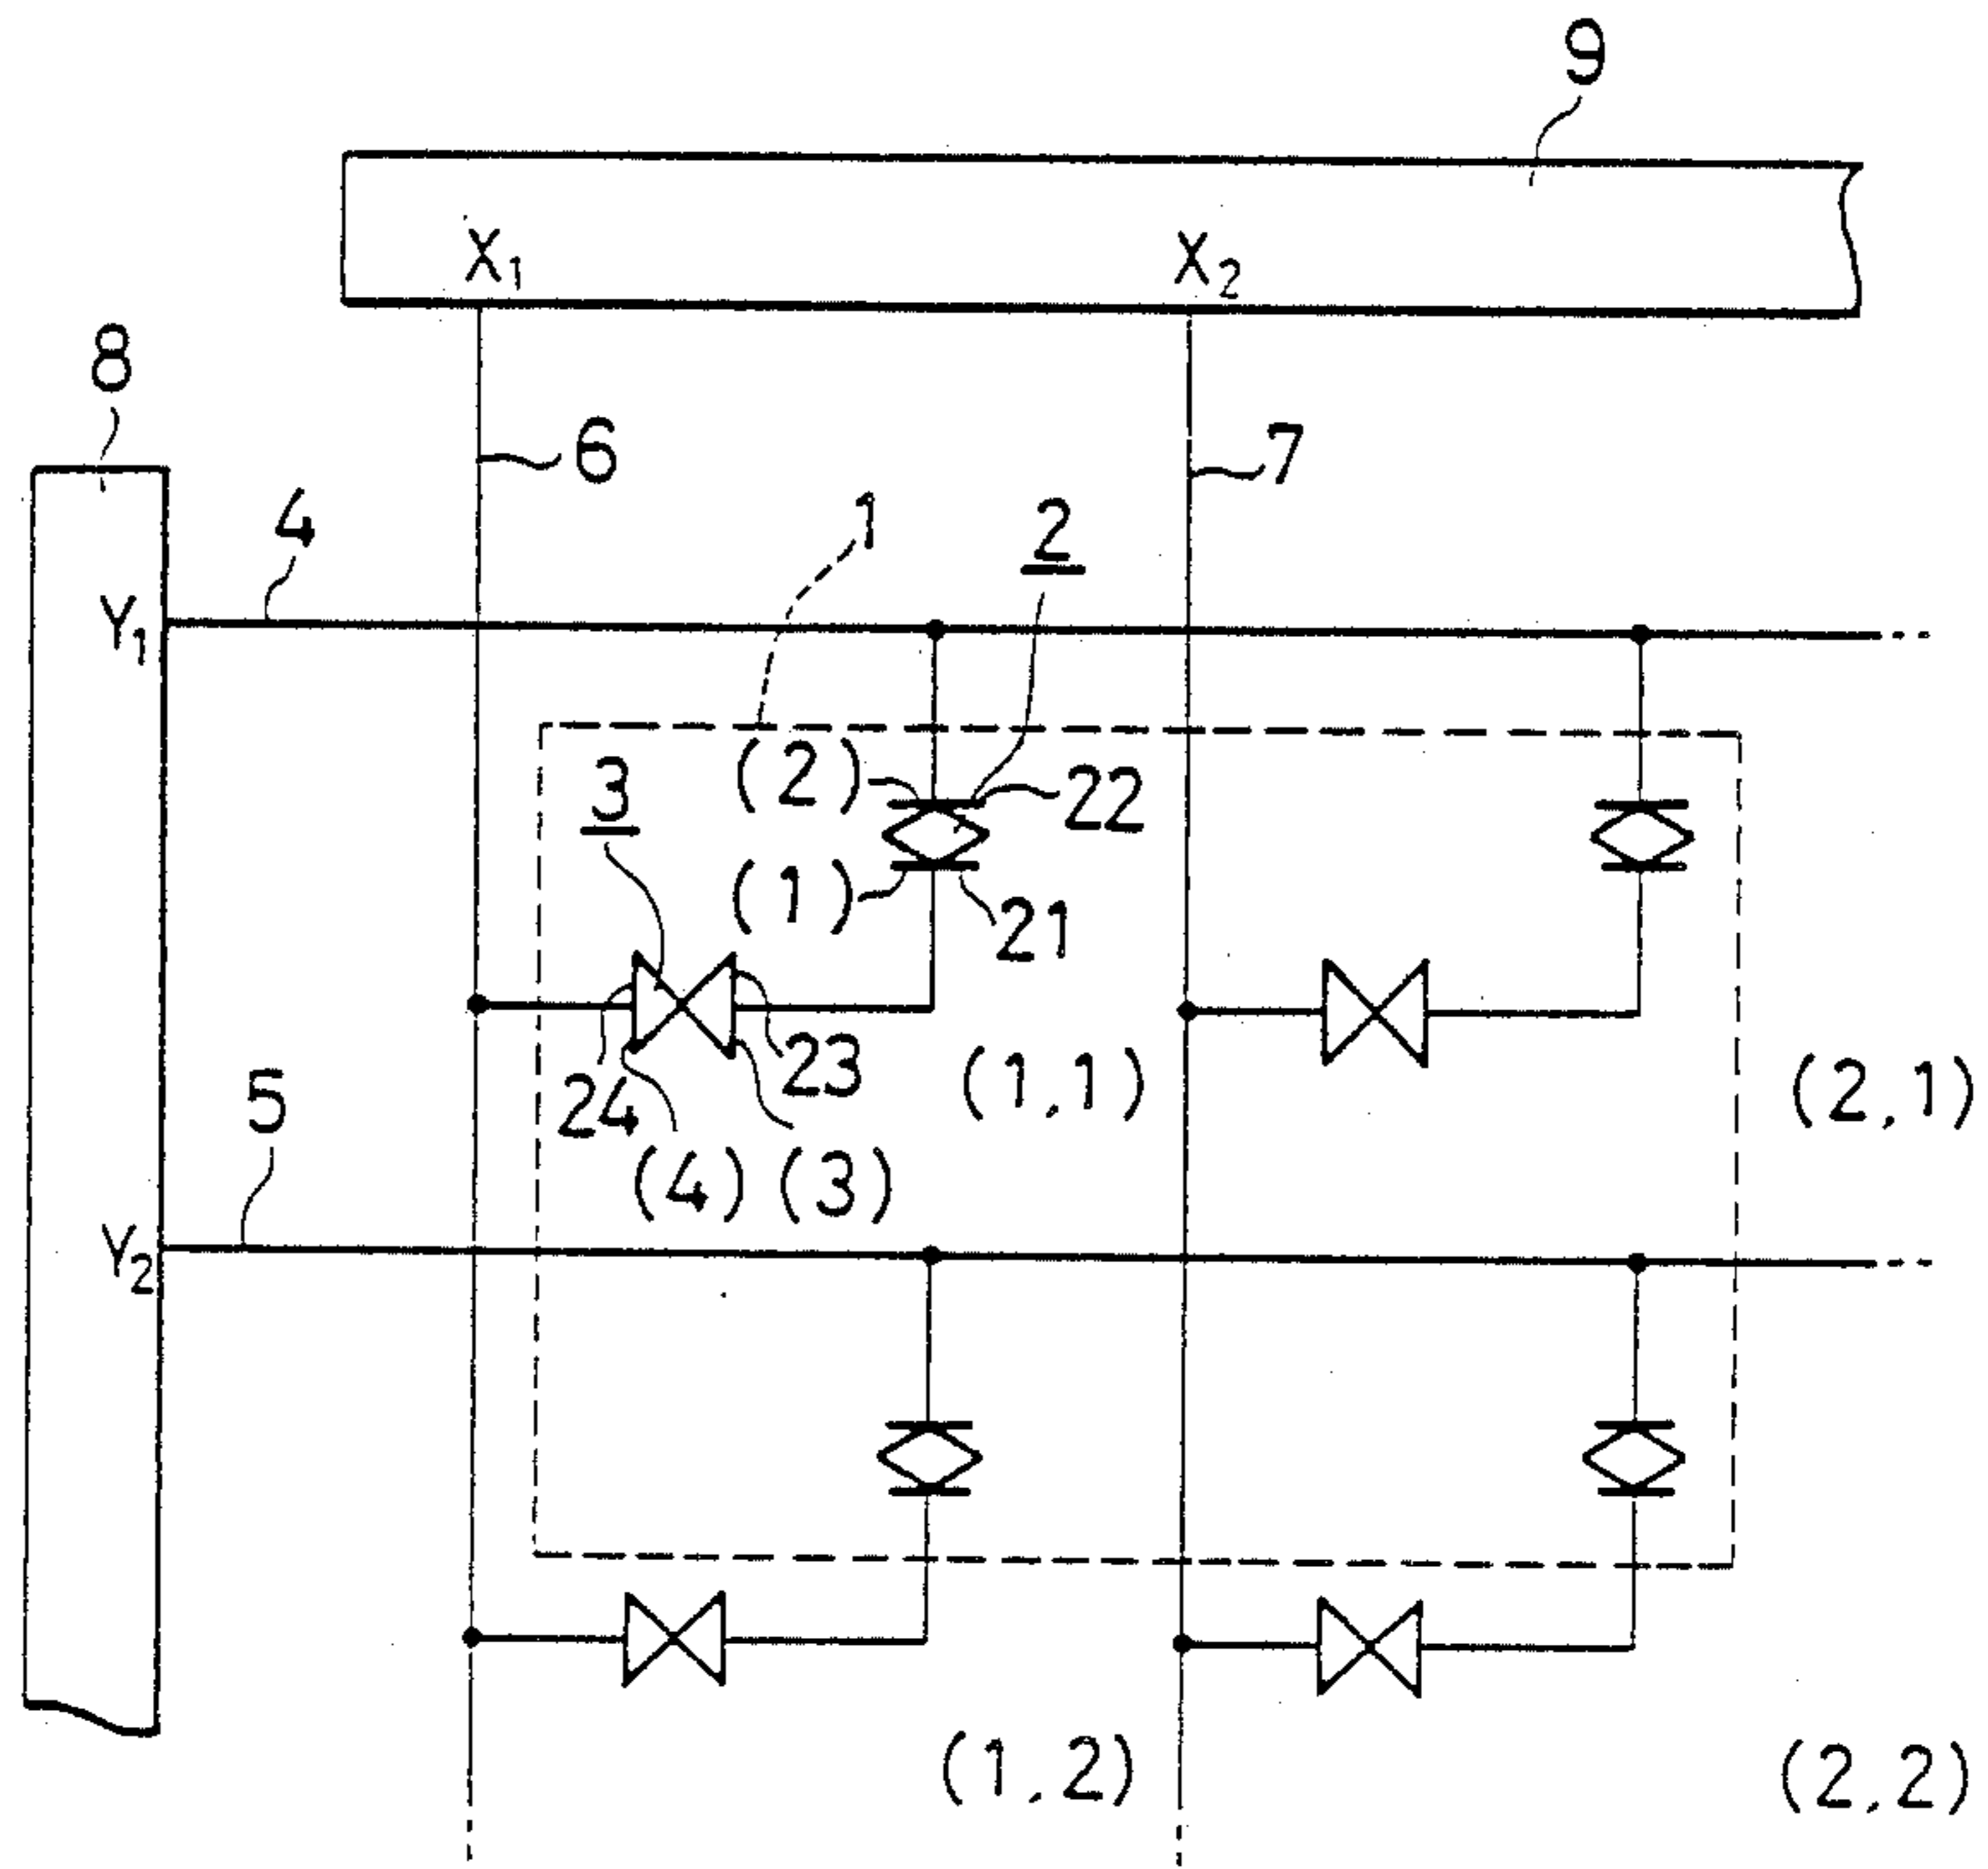 9
X1 X2
8
6 7
4 1 2
Y1
(2) 22
3
(1) 21
23
24 (1,1) (2,1)
5
(4) (3)
Y2
(1,2) (2,2)